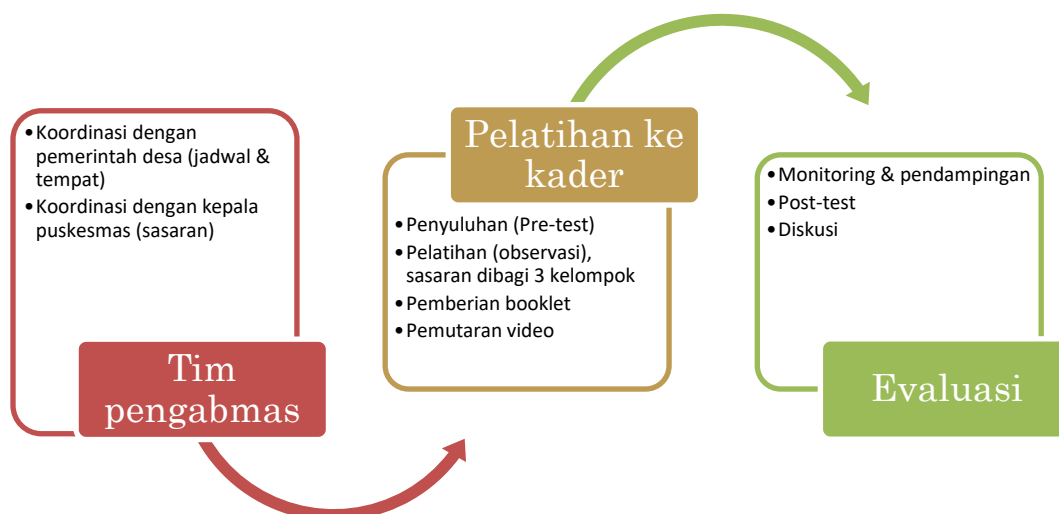 •Koordinasi dengan
pemerintah desa (jadwal &
tempat)
•Koordinasi dengan kepala
puskesmas (sasaran)
Tim
pengabmas
Pelatihan ke
kader
•Penyuluhan (Pre-test)
•Pelatihan (observasi),
sasaran dibagi 3 kelompok
•Pemberian booklet
•Pemutaran video
•Monitoring & pendampingan
•Post-test
•Diskusi
Evaluasi